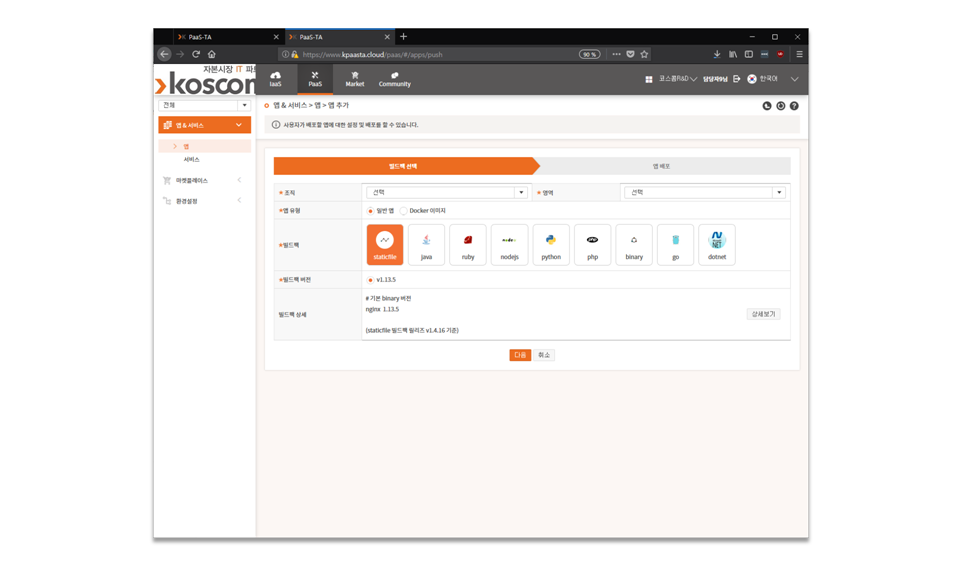 PaaS-TA
PaaS-TA
https://www.kpaasta.cloud/paas/#/apps/push
90 %
자본시장 IT 파트
koscom
IaaS
PaaS
Market
Community
코스콤R&D
담당자9님
한국어
전체
앱 & 서비스 > 앱 > 앱 추가
앱 & 서비스
사용자가 배포할 앱에 대한 설정 및 배포를 할 수 있습니다.
앱
서비스
마켓플레이스
환경설정
빌드팩 선택
앱 배포
*조직
선택
*영역
선택
*앱 유형
일반 앱
Docker 이미지
*빌드팩
staticfile
java
ruby
nodejs
python
php
binary
go
dotnet
*빌드팩 버전
v1.13.5
빌드팩 상세
# 기본 binary 버전
nginx 1.13.5
(staticfile 빌드팩 릴리즈 v1.4.16 기준)
상세보기
다음
취소